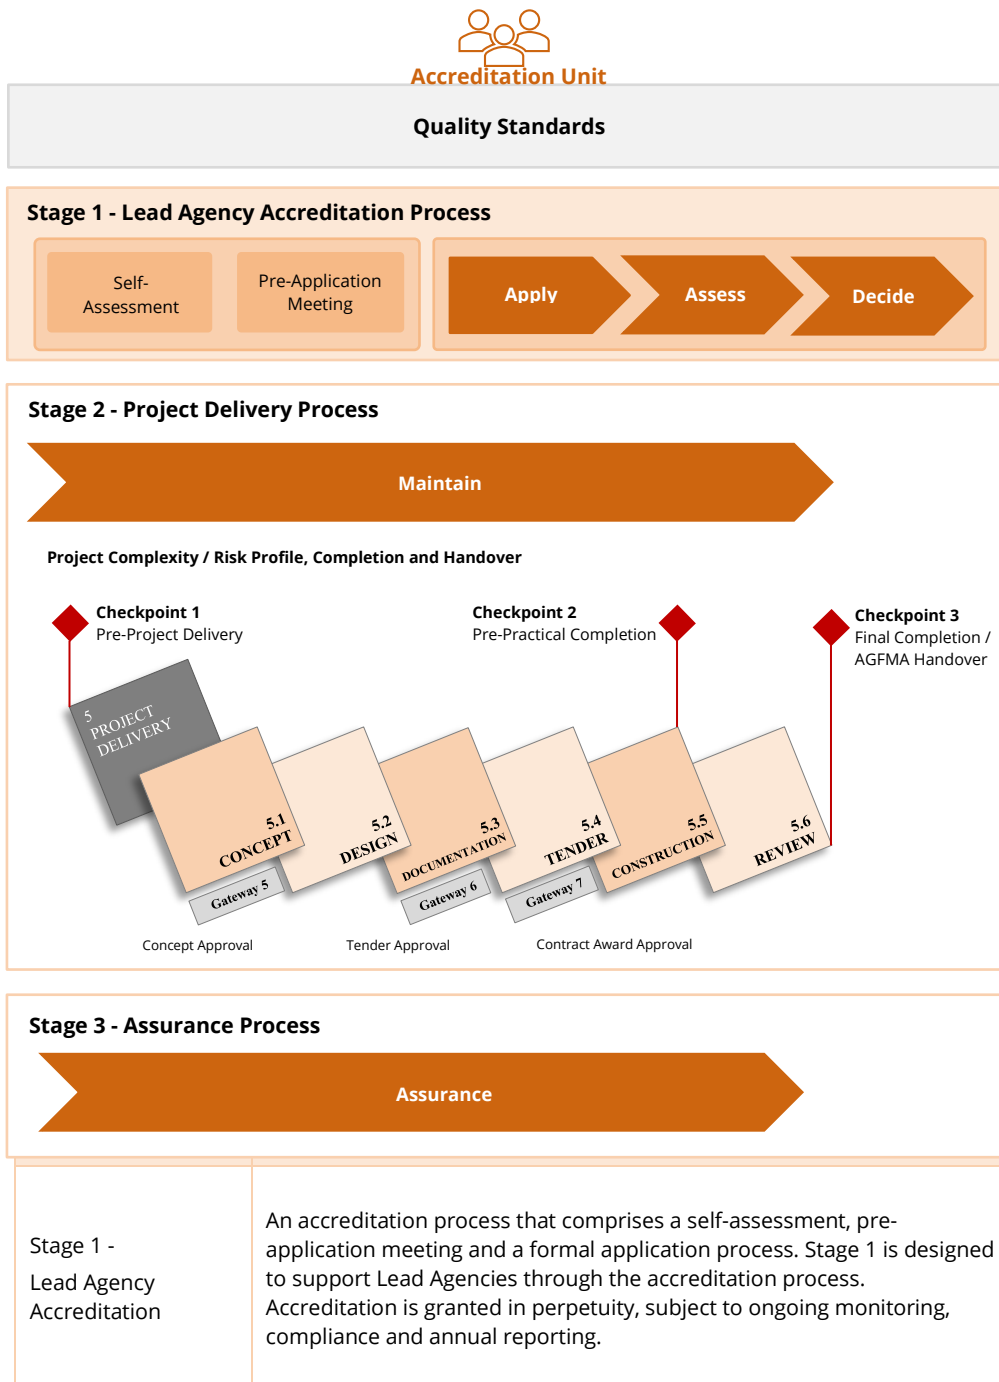 Accreditation Unit
Quality Standards
Stage 1 - Lead Agency Accreditation Process
Self-
Assessment
Pre-Application
Meeting
Apply
Assess
Decide
Stage 2 - Project Delivery Process
Maintain
Project Complexity / Risk Profile, Completion and Handover
Checkpoint 1
Pre-Project Delivery
Checkpoint 2
Pre-Practical Completion
Checkpoint 3
Final Completion /
AGFMA Handover
5
PROJECT
DELIVERY
5.1
CONCEPT
5.2
DESIGN
5.3
DOCUMENTATION
5.4
TENDER
5.5
CONSTRUCTION
5.6
REVIEW
Gateway 5
Gateway 6
Gateway 7
Concept Approval
Tender Approval
Contract Award Approval
Stage 3 - Assurance Process
Assurance
Stage 1 -
Lead Agency
Accreditation
An accreditation process that comprises a self-assessment, pre-
application meeting and a formal application process. Stage 1 is designed
to support Lead Agencies through the accreditation process.
Accreditation is granted in perpetuity, subject to ongoing monitoring,
compliance and annual reporting.